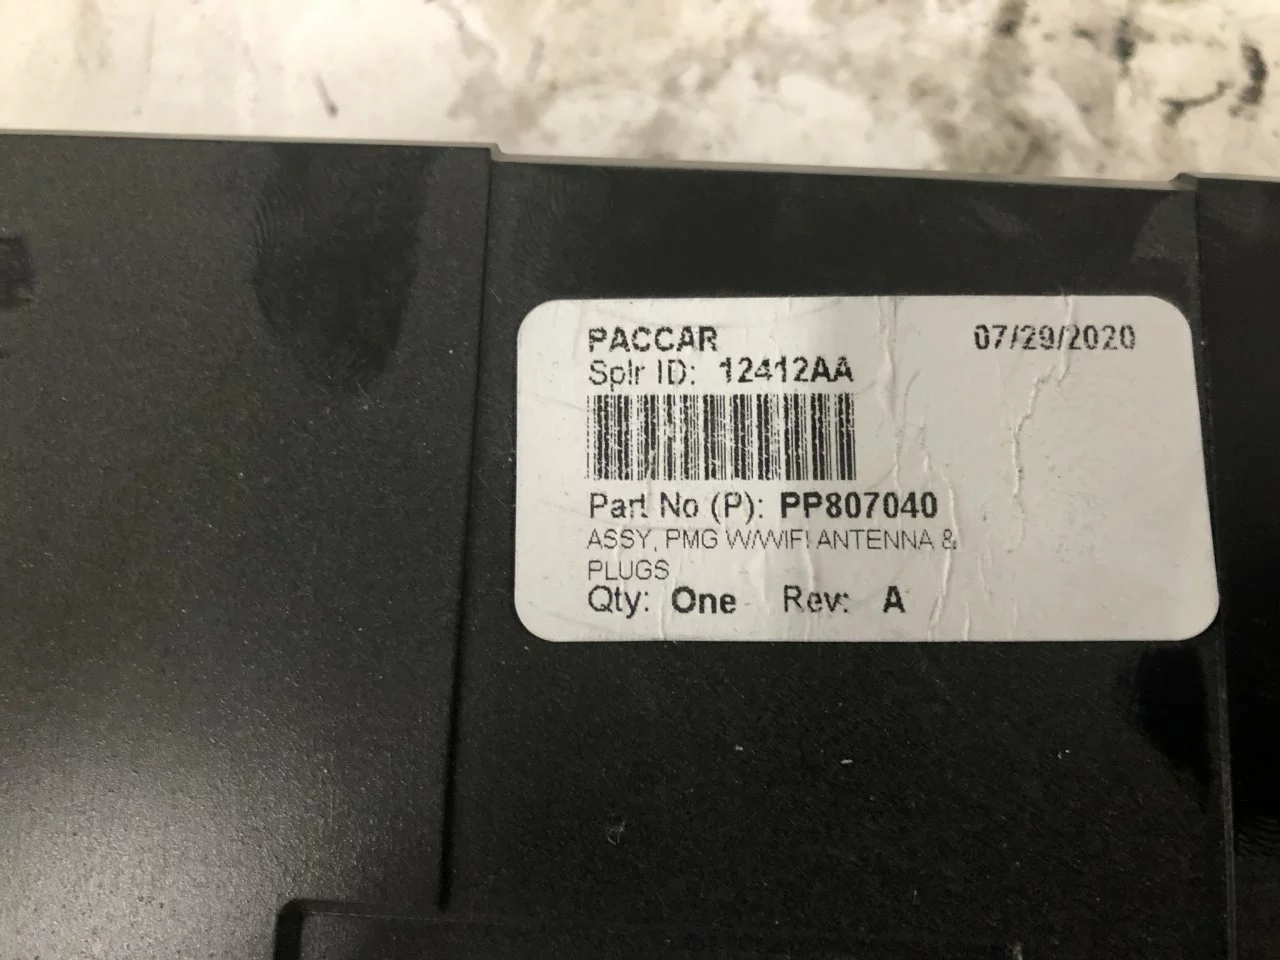 PACCAR 07/29/2020
Splr ID: 12412AA
Part No (P): PP807040
ASSY, PMG W/WIFI ANTENNA &
PLUGS
Qty: One Rev: A